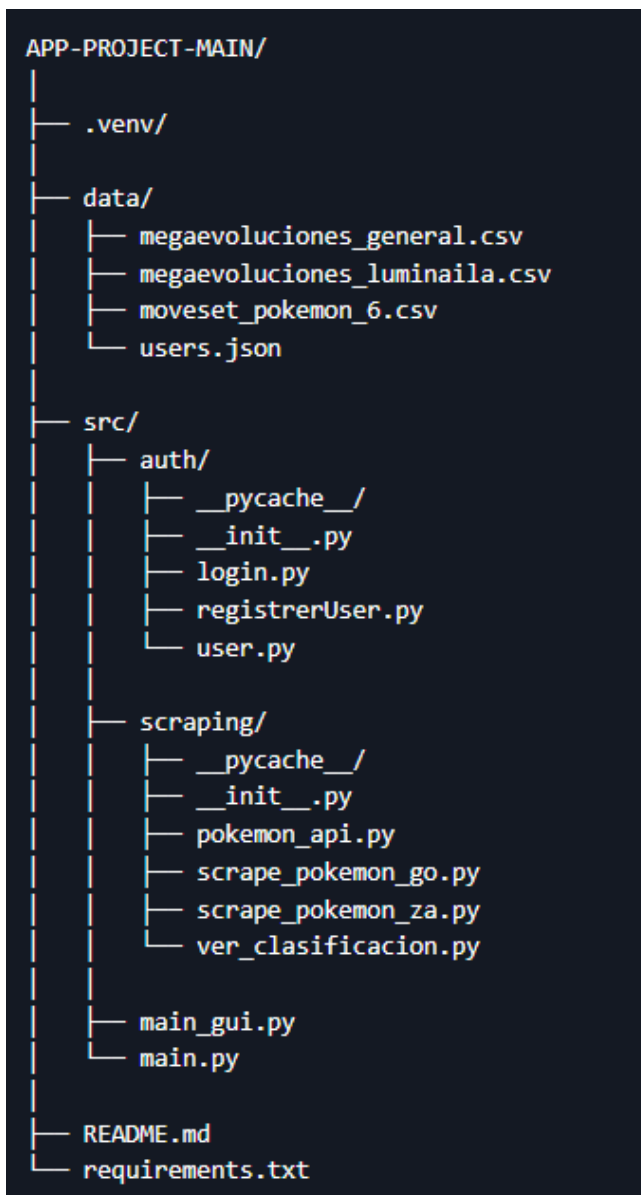 APP-PROJECT-MAIN/
│
├── .venv/
│
├── data/
│   ├── megaevoluciones_general.csv
│   ├── megaevoluciones_luminaila.csv
│   ├── moveset_pokemon_6.csv
│   └── users.json
│
├── src/
│   ├── auth/
│   │   ├── __pycache__/
│   │   ├── __init__.py
│   │   ├── login.py
│   │   ├── registrerUser.py
│   │   └── user.py
│   │
│   ├── scraping/
│   │   ├── __pycache__/
│   │   ├── __init__.py
│   │   ├── pokemon_api.py
│   │   ├── scrape_pokemon_go.py
│   │   ├── scrape_pokemon_za.py
│   │   └── ver_clasificacion.py
│   │
│   ├── main_gui.py
│   └── main.py
│
├── README.md
└── requirements.txt